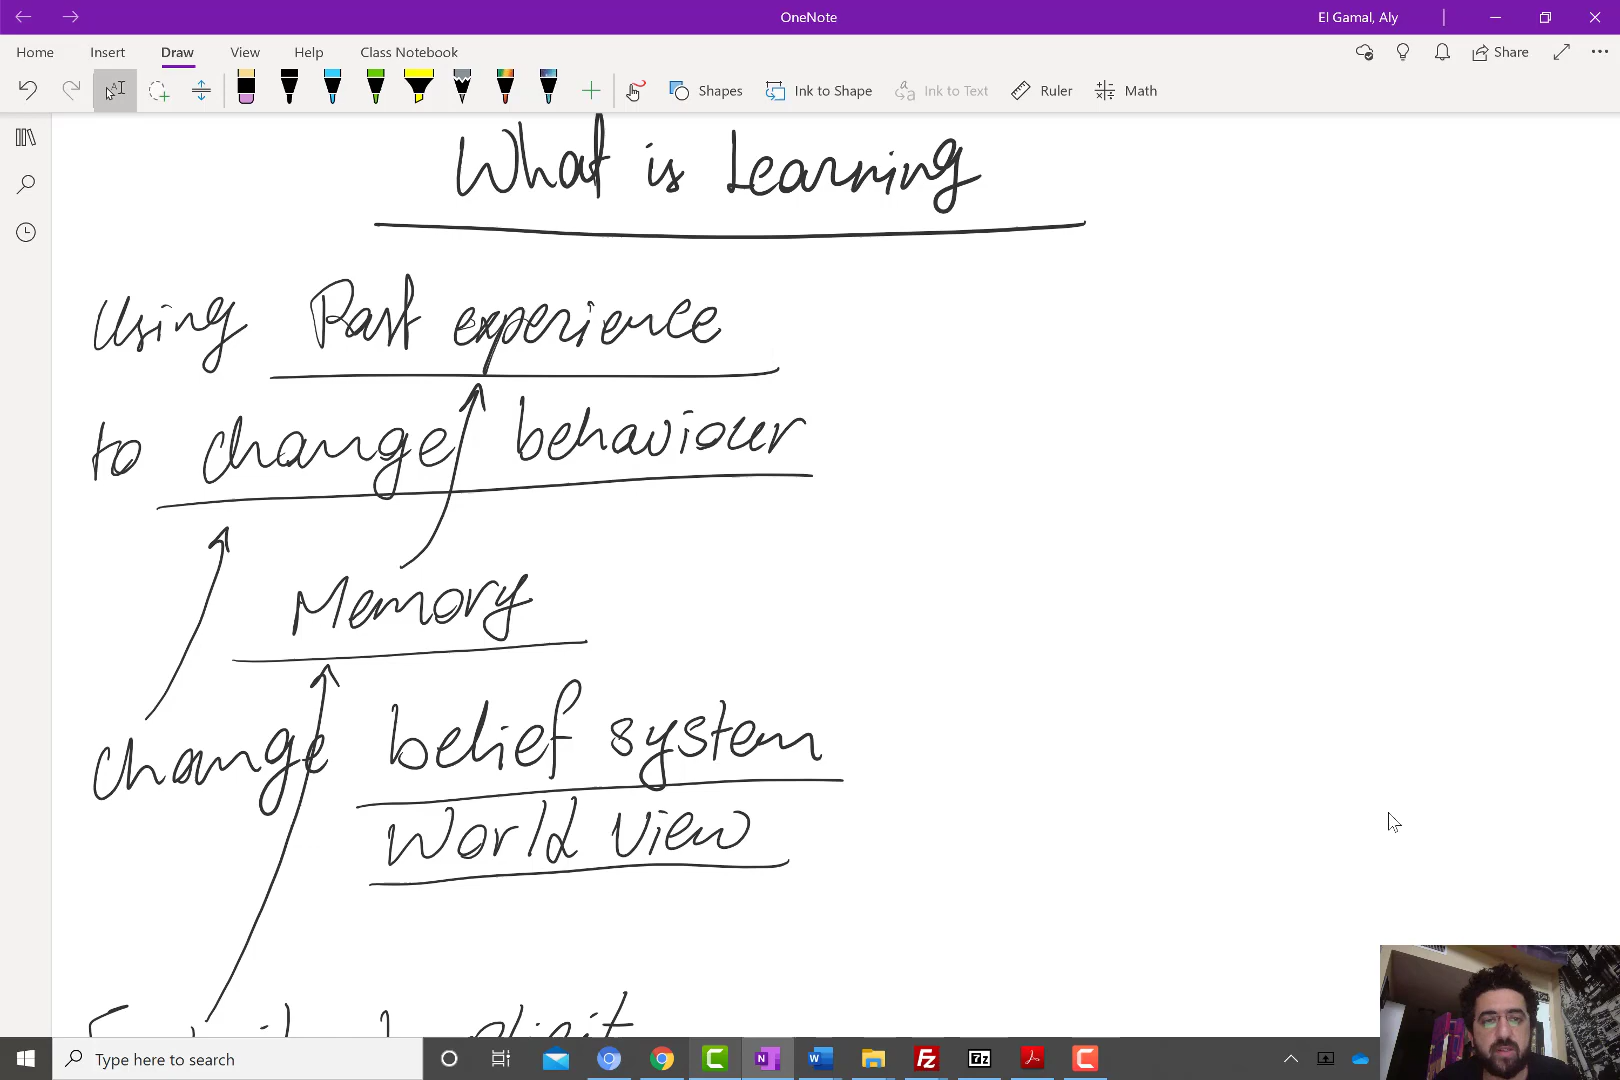 OneNote
El Gamal, Aly
Home Insert Draw View Help Class Notebook
Share
Shapes Ink to Shape Ink to Text Ruler Math
What is Learning
Using Past experience
to change behaviour
Memory
change belief system
World View
Type here to search